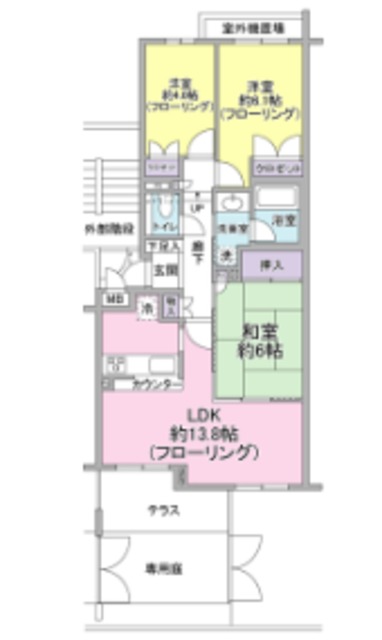 室外機置場
洋室
約4.8帖
(フローリング)
洋室
約6.1帖
(フローリング)
クロゼット
UP
トイレ
洗面室
浴室
外部階段
下足入
廊下
洗
玄関
押入
MB
冷
物入
和室
約6帖
カウンター
LDK
約13.8帖
(フローリング)
テラス
専用庭